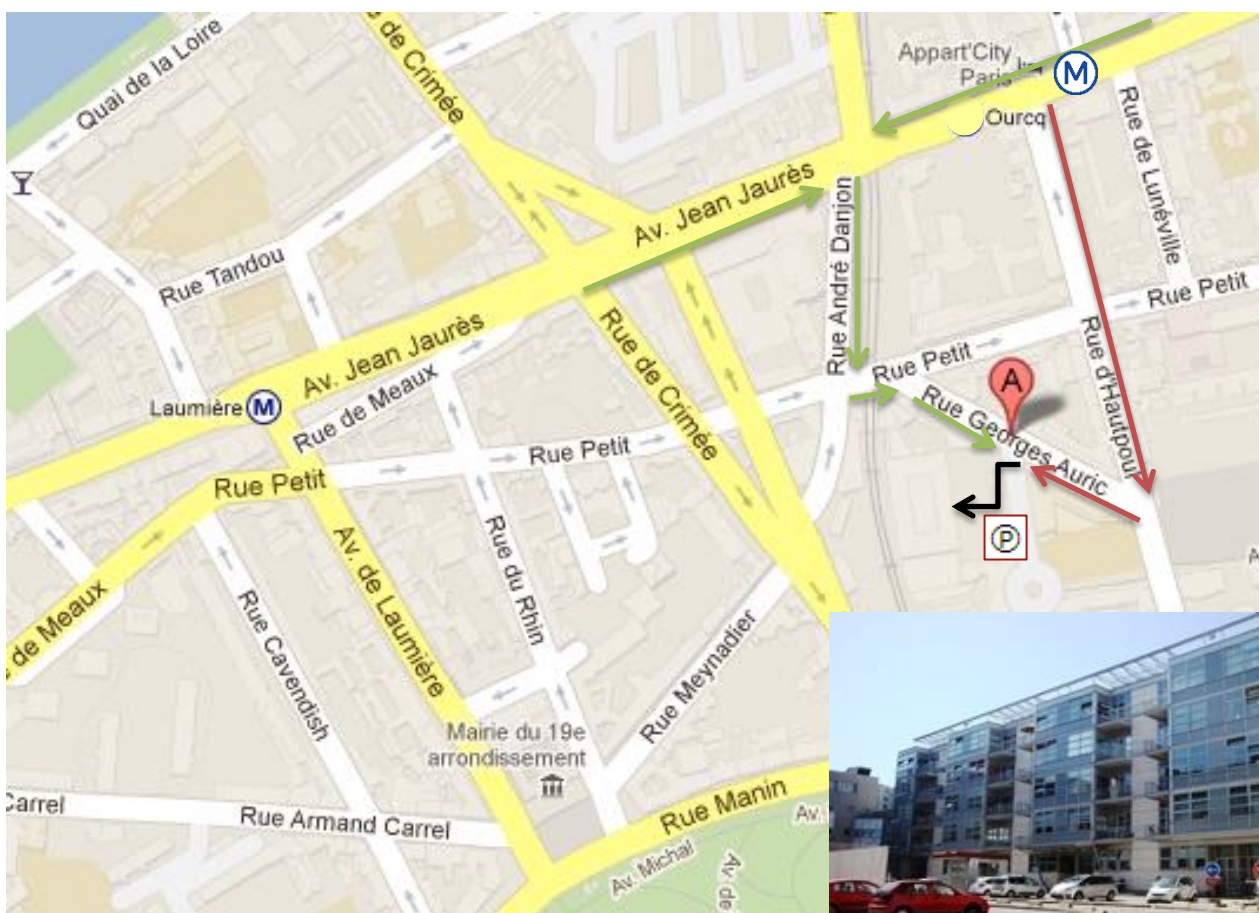 Quai de la Loire
s de Crimée
Appart'City
Paris
M
Ourcq
Rue de Lunéville
Av. Jean Jaurès
Rue Tandou
Rue André Danjon
Av. Jean Jaurès
Rue Petit
Rue de Meaux
Rue de Crimée
Rue Petit
A
Rue d'Hautpoul
Laumière M
Rue Georges Auric
Rue Petit
Rue Petit
P
Av. de Laumière
Rue du Rhin
de Meaux
Rue Cavendish
Rue Meynadier
Mairie du 19e
arrondissement
Carrel
Rue Armand Carrel
Rue Manin
Av.
Av. Michal
Av de